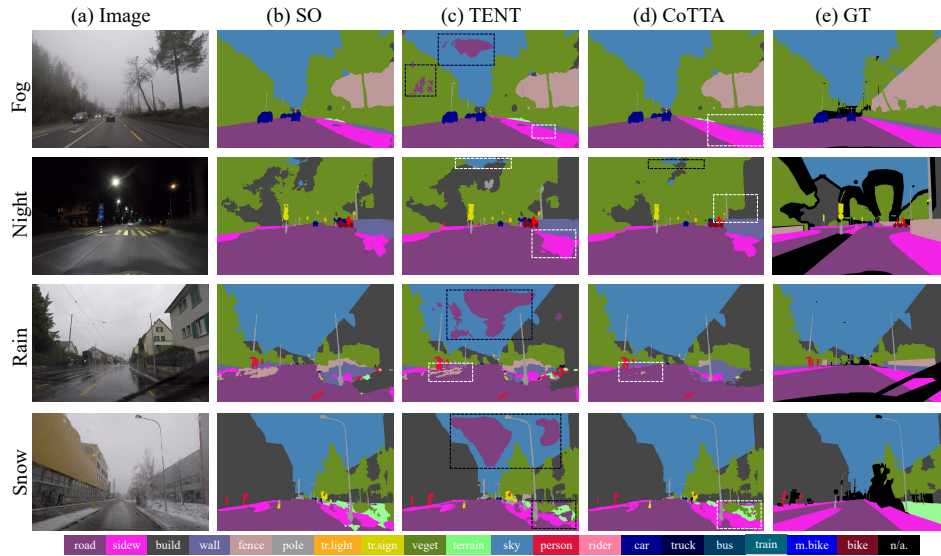 (a) Image (b) SO (c) TENT (d) CoTTA (e) GT
Fog
Night
Rain
Snow
road sidew build wall fence pole tr.light tr.sign veget terrain sky person rider car truck bus train m.bike bike n/a.